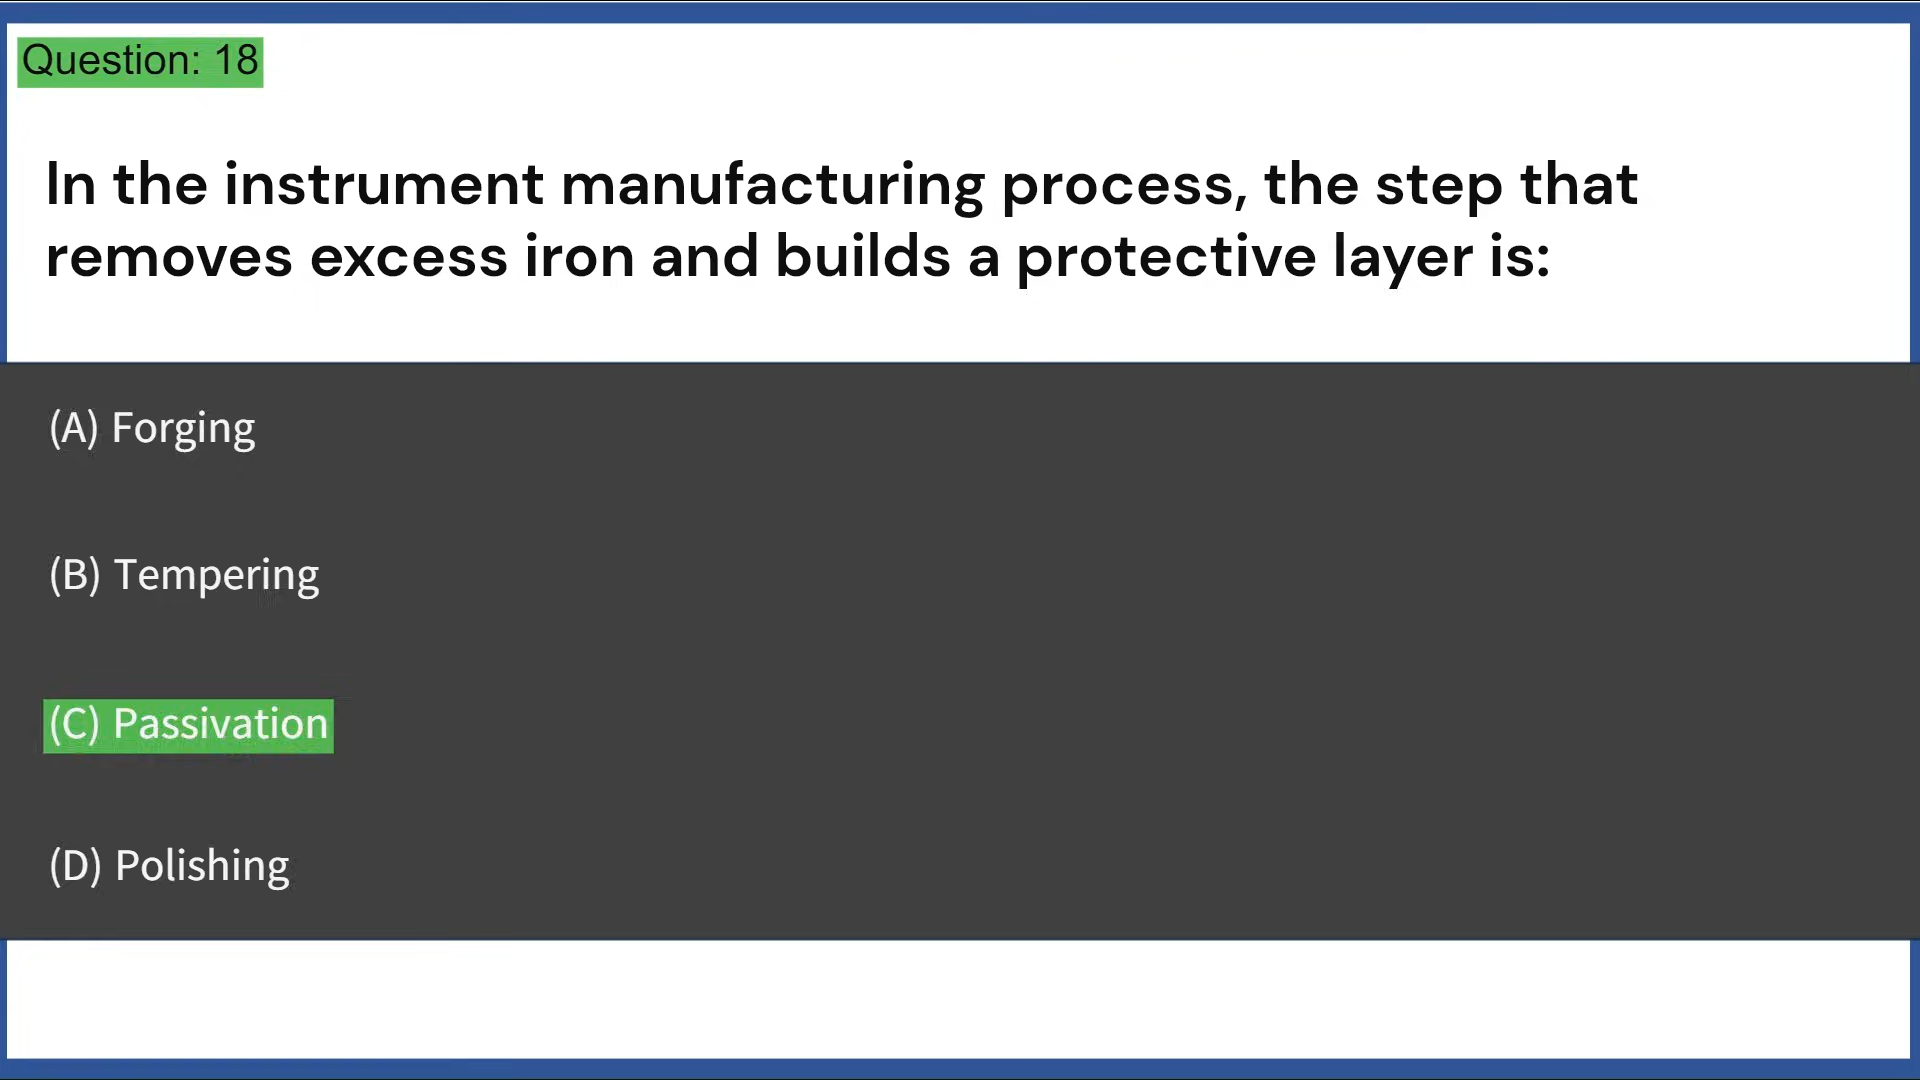 Question: 18
In the instrument manufacturing process, the step that
removes excess iron and builds a protective layer is:
(A) Forging
(B) Tempering
(C) Passivation
(D) Polishing